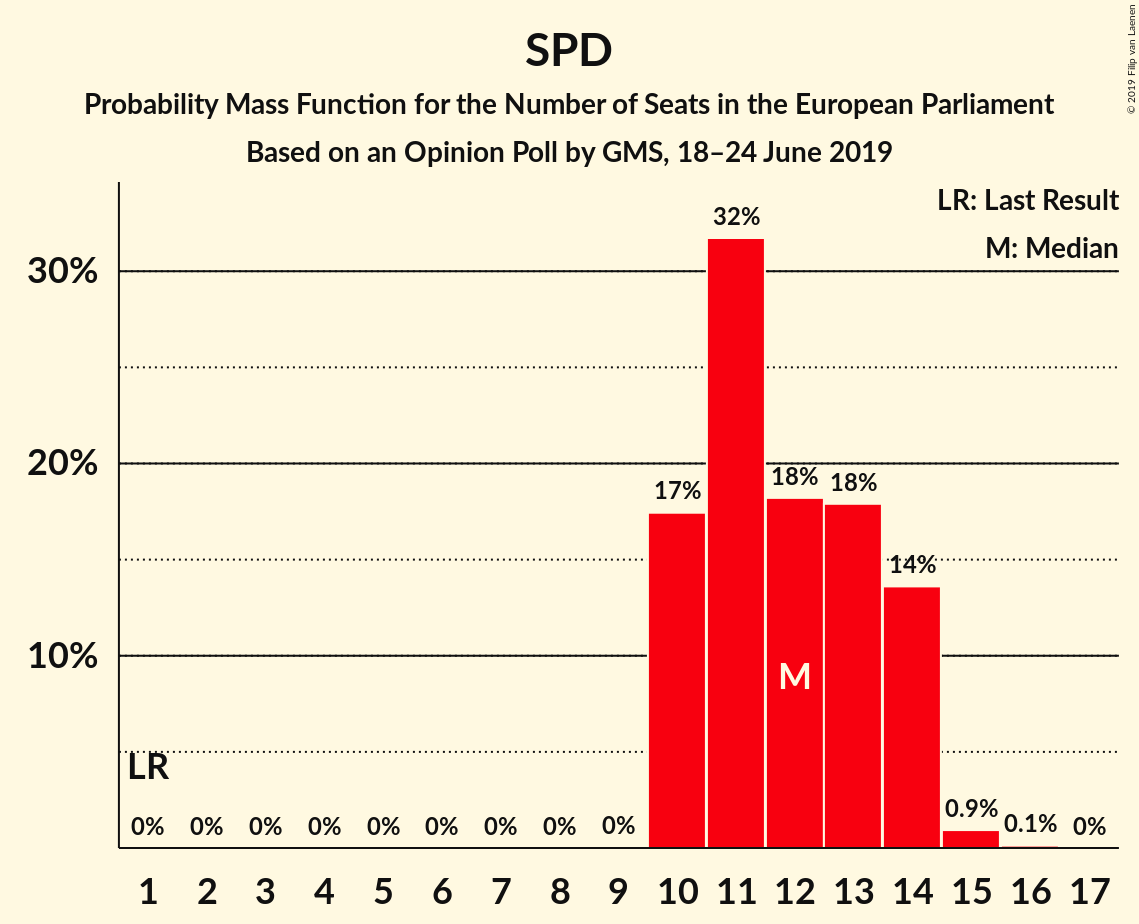 SPD
Probability Mass Function for the Number of Seats in the European Parliament
Based on an Opinion Poll by GMS, 18–24 June 2019
© 2019 Filip van Laenen
LR: Last Result
M: Median
30%
20%
10%
32%
17%
18%
18%
14%
M
LR
0%
0%
0%
0%
0%
0%
0%
0%
0%
0.9%
0.1%
0%
1 2 3 4 5 6 7 8 9 10 11 12 13 14 15 16 17